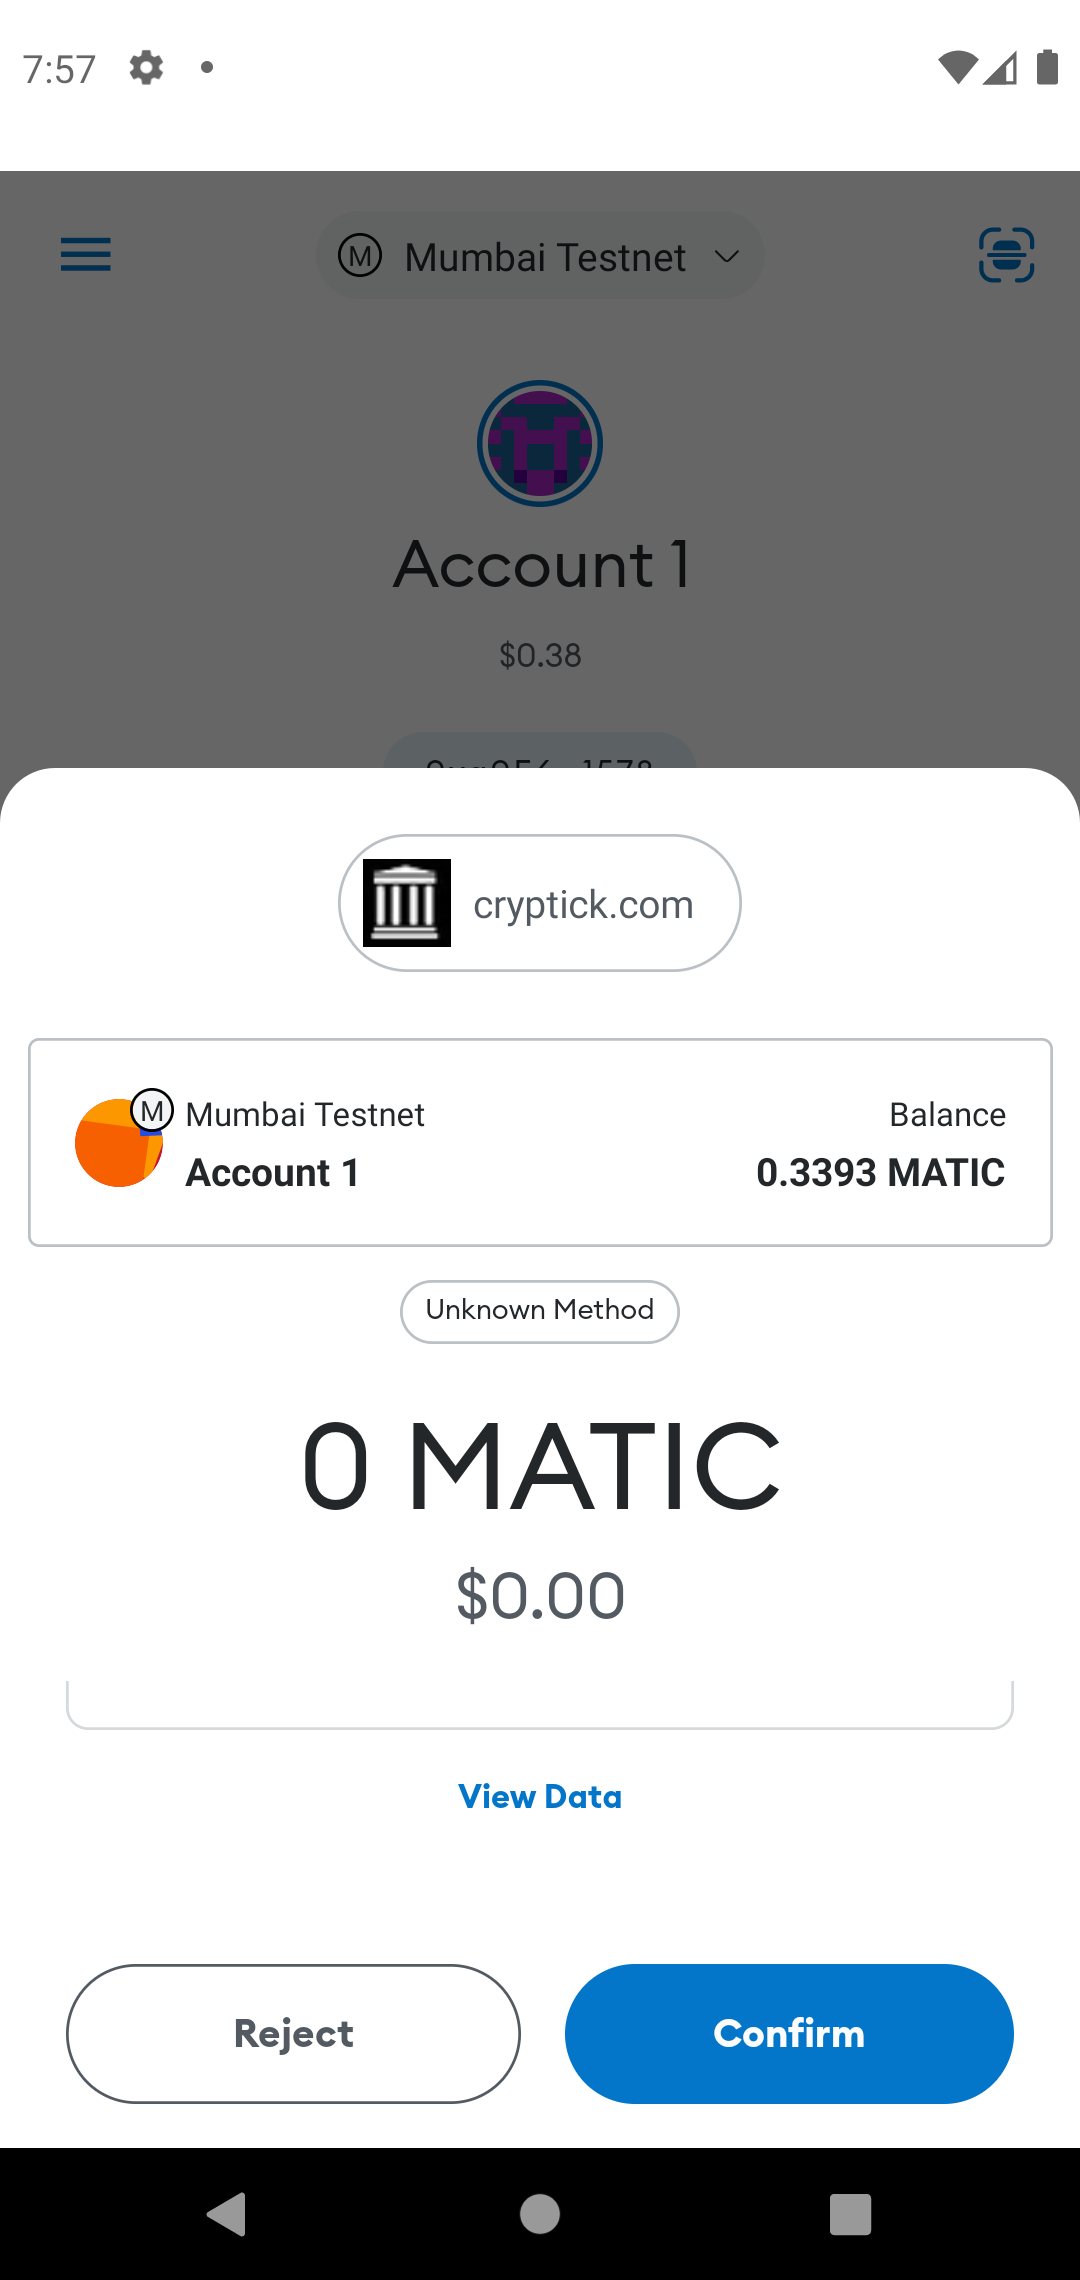 7:57
M Mumbai Testnet
Account 1
$0.38
cryptick.com
M Mumbai Testnet
Balance
Account 1
0.3393 MATIC
Unknown Method
0 MATIC
$0.00
View Data
Reject
Confirm